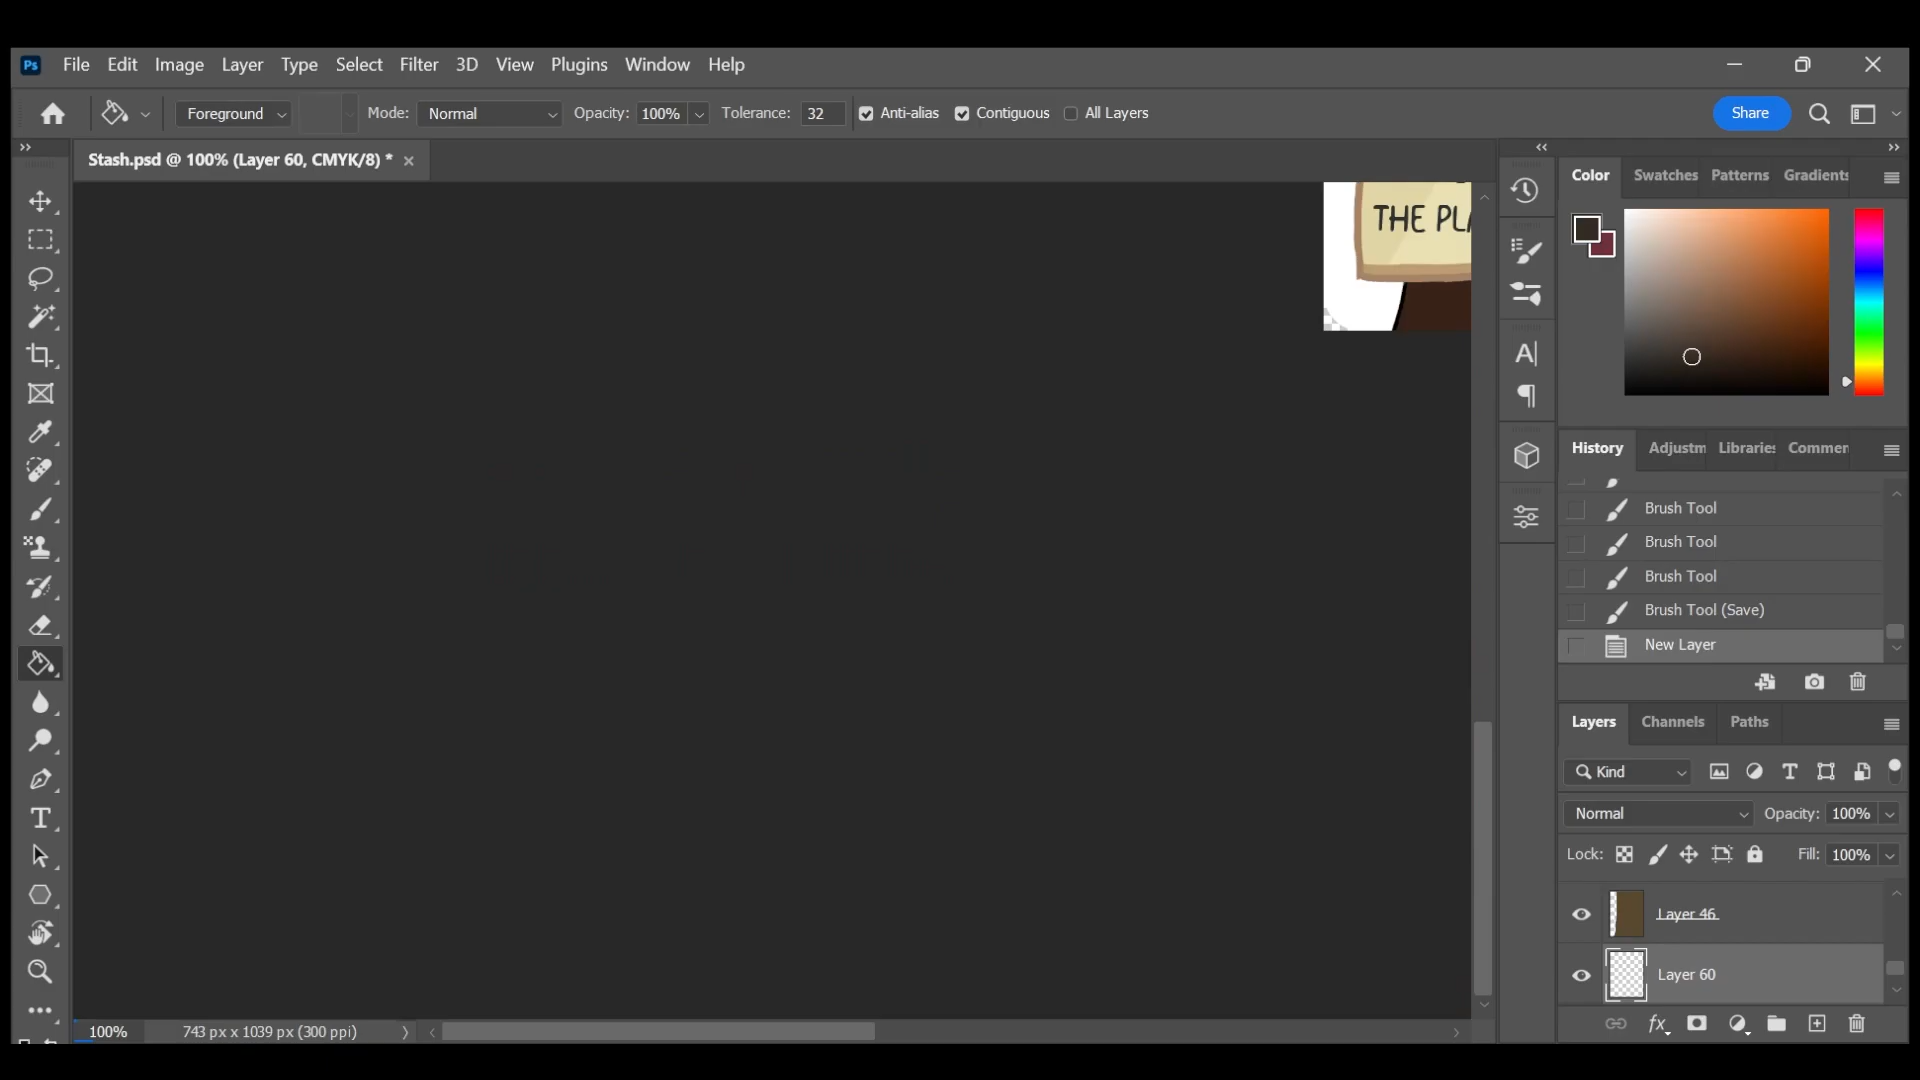 Ps File Edit Image Layer Type Select Filter 3D View Plugins Window Help
Foreground Mode: Normal Opacity: 100% Tolerance: 32 Anti-alias Contiguous All Layers Share
Stash.psd @ 100% (Layer 60, CMYK/8) *
THE PLA
Color Swatches Patterns Gradients
History Adjustm Libraries Commen
Brush Tool
Brush Tool
Brush Tool
Brush Tool (Save)
New Layer
Layers Channels Paths
Kind
Normal Opacity: 100%
Lock: Fill: 100%
Layer 46
Layer 60
100% 743 px x 1039 px (300 ppi)